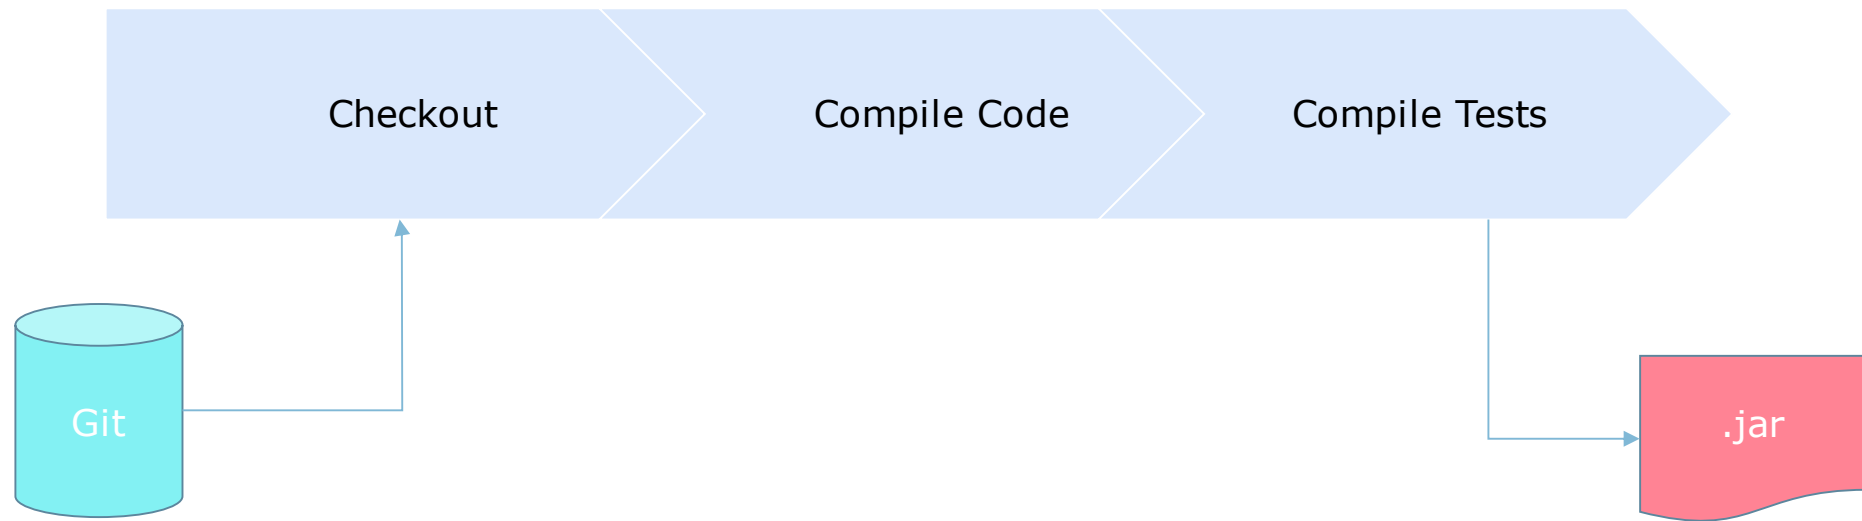 Checkout
Compile Code
Compile Tests
Git
.jar